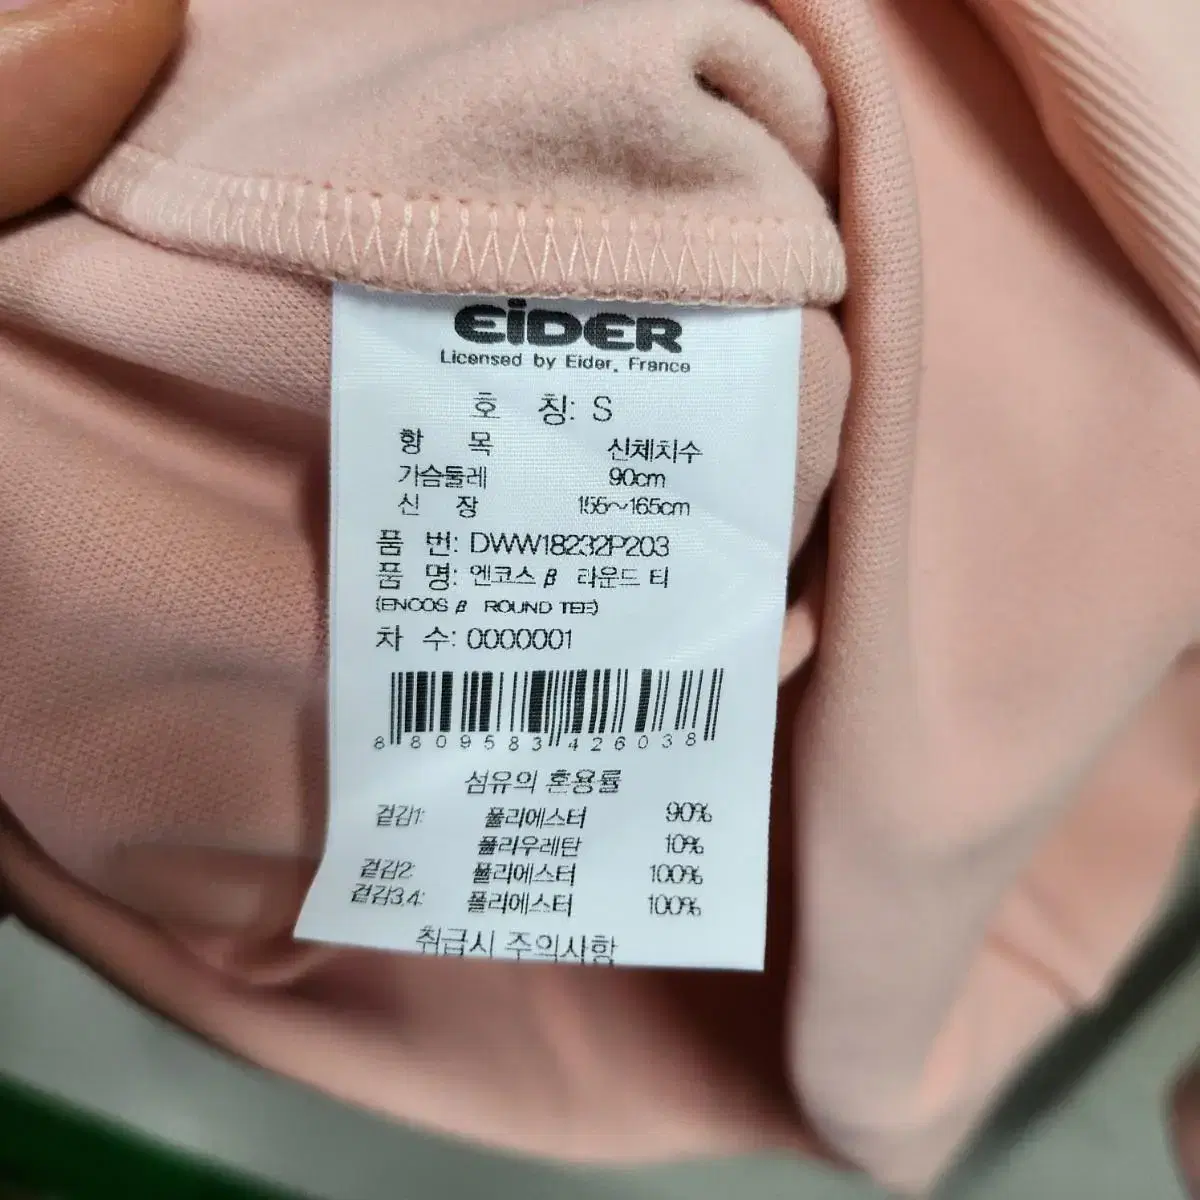 EiDER
Licensed by Eider, France
호 칭: S
항 목 신체치수
가슴둘레 90cm
신 장 155~165cm
품 번: DWW18232P203
품 명: 엔코스 β 라운드 티
(ENCOS β ROUND TEE)
차 수: 0000001
8 809583 426038
섬유의 혼용률
겉감1: 폴리에스터 90%
폴리우레탄 10%
겉감2: 폴리에스터 100%
겉감3,4: 폴리에스터 100%
취급시 주의사항